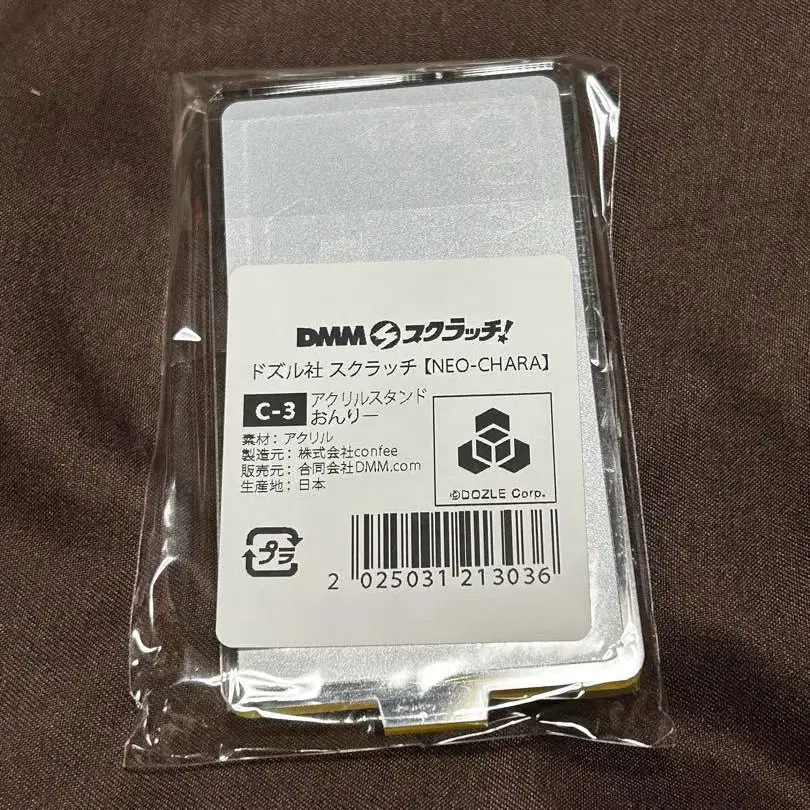 DMM スクラッチ!
ドズル社 スクラッチ【NEO-CHARA】
C-3 アクリルスタンド
おんりー
素材：アクリル
製造元：株式会社confee
販売元：合同会社DMM.com
生産地：日本
©DOZLE Corp.
プラ
2 025031 213036